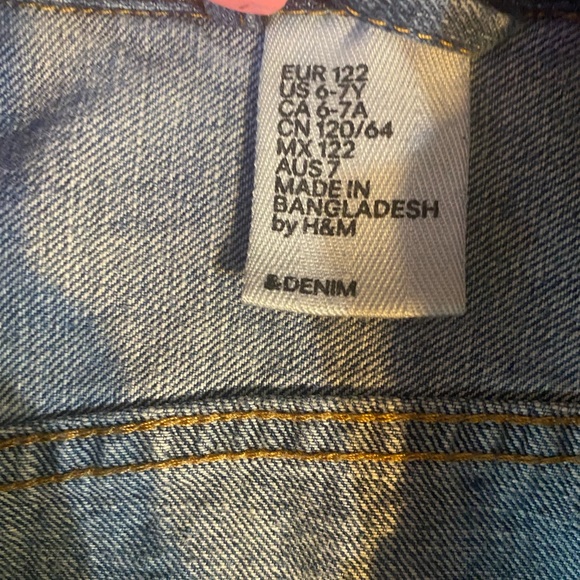 EUR 122
US 6-7Y
CA 6-7A
CN 120/64
MX 122
AUS 7
MADE IN
BANGLADESH
by H&M
&DENIM